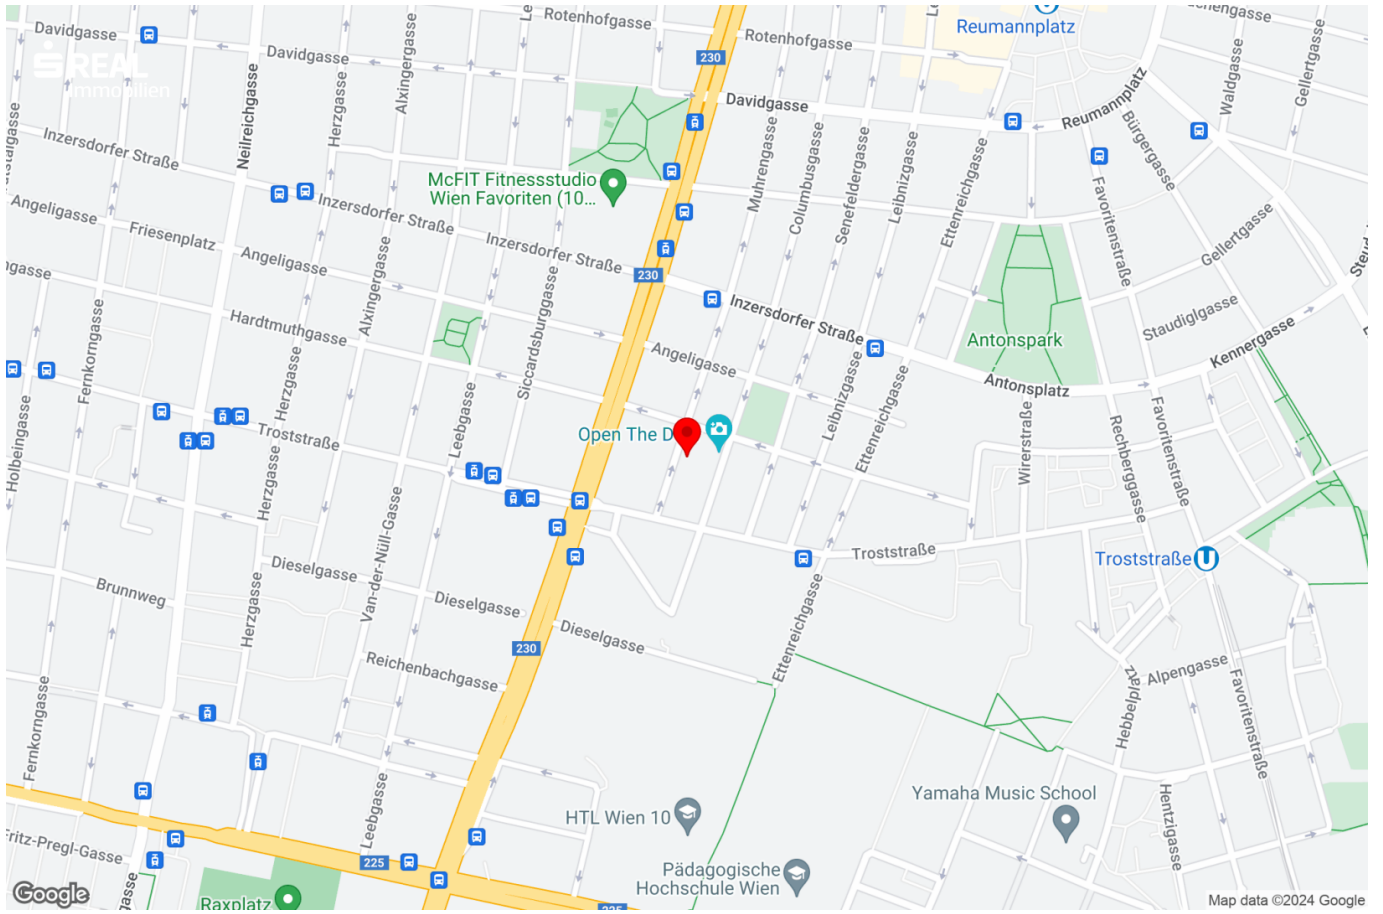 Rotenhofgasse
Reumannplatz
Davidgasse
Rotenhofgasse
Davidgasse
230
Waldgasse
Gellertgasse
S REAL
Immobilien
Alxingergasse
Herzgasse
Neilreichgasse
Davidgasse
Reumannplatz
Bürgergasse
Inzersdorfer Straße
Muhrengasse
Columbusgasse
Senefeldergasse
Leibnizgasse
Ettenreichgasse
Favoritenstraße
McFIT Fitnessstudio
Wien Favoriten (10...
Angeligasse
Friesenplatz
Inzersdorfer Straße
Inzersdorfer Straße
Angeligasse
Gellertgasse
230
Inzersdorfer Straße
Staudiglgasse
Kennergasse
Fernkorngasse
Hardtmuthgasse
Alxingergasse
Siccardsburggasse
Angeligasse
Antonspark
Antonsplatz
Herzgasse
Leebgasse
Leibnizgasse
Ettenreichgasse
Holbeingasse
Troststraße
Open The D
Wirerstraße
Rechberggasse
Favoritenstraße
Herzgasse
Van-der-Nüll-Gasse
Troststraße
Troststraße
Dieselgasse
Brunnweg
Dieselgasse
Dieselgasse
Herzgasse
Ettenreichgasse
230
Reichenbachgasse
Alpengasse
Hebbelplatz
Favoritenstraße
Fernkorngasse
Leebgasse
HTL Wien 10
Yamaha Music School
Hentzigasse
Fritz-Pregl-Gasse
225
Pädagogische
Hochschule Wien
Raxplatz
225
Google
Map data ©2024 Google